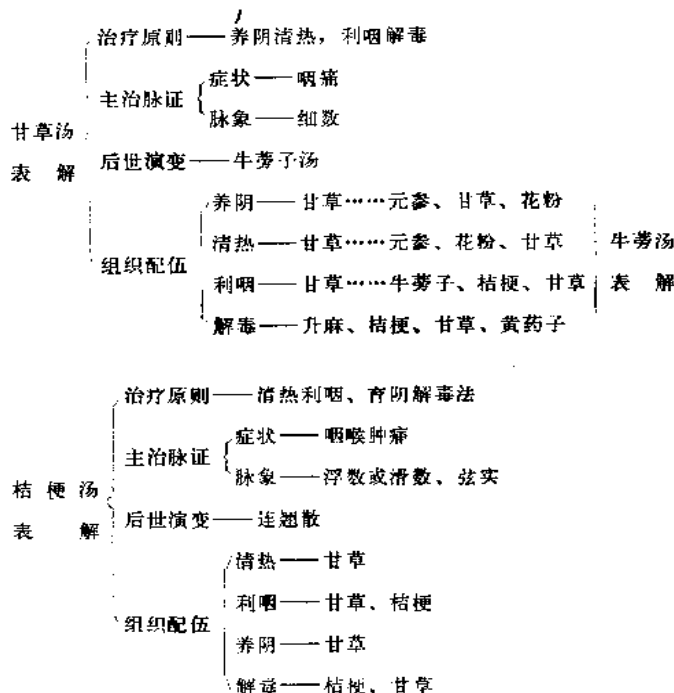 治疗原则——养阴清热，利咽解毒
主治脉证
症状——咽痛
脉象——细数
甘草汤
表 解
后世演变——牛蒡子汤
组织配伍
养阴——甘草……元参、甘草、花粉
清热——甘草……元参、花粉、甘草
利咽——甘草……牛蒡子、桔梗、甘草
解毒——升麻、桔梗、甘草、黄药子
牛蒡汤
表 解
治疗原则——清热利咽、育阴解毒法
主治脉证
症状——咽喉肿痛
脉象——浮数或滑数、弦实
桔梗汤
表 解
后世演变——连翘散
组织配伍
清热——甘草
利咽——甘草、桔梗
养阴——甘草
解毒——桔梗、甘草